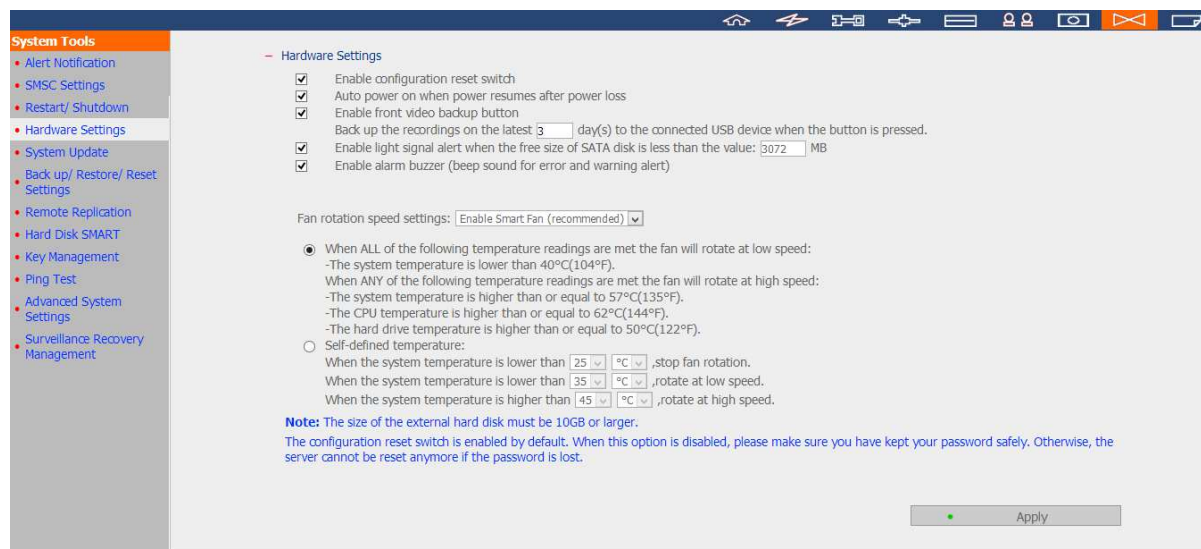 System Tools
Alert Notification
SMSC Settings
Restart/ Shutdown
Hardware Settings
System Update
Back up/ Restore/ Reset
Settings
Remote Replication
Hard Disk SMART
Key Management
Ping Test
Advanced System
Settings
Surveillance Recovery
Management
− Hardware Settings
Enable configuration reset switch
Auto power on when power resumes after power loss
Enable front video backup button
Back up the recordings on the latest 3 day(s) to the connected USB device when the button is pressed.
Enable light signal alert when the free size of SATA disk is less than the value: 3072 MB
Enable alarm buzzer (beep sound for error and warning alert)
Fan rotation speed settings: Enable Smart Fan (recommended)
When ALL of the following temperature readings are met the fan will rotate at low speed:
-The system temperature is lower than 40°C(104°F).
When ANY of the following temperature readings are met the fan will rotate at high speed:
-The system temperature is higher than or equal to 57°C(135°F).
-The CPU temperature is higher than or equal to 62°C(144°F).
-The hard drive temperature is higher than or equal to 50°C(122°F).
Self-defined temperature:
When the system temperature is lower than 25 °C ,stop fan rotation.
When the system temperature is lower than 35 °C ,rotate at low speed.
When the system temperature is higher than 45 °C ,rotate at high speed.
Note: The size of the external hard disk must be 10GB or larger.
The configuration reset switch is enabled by default. When this option is disabled, please make sure you have kept your password safely. Otherwise, the
server cannot be reset anymore if the password is lost.
Apply